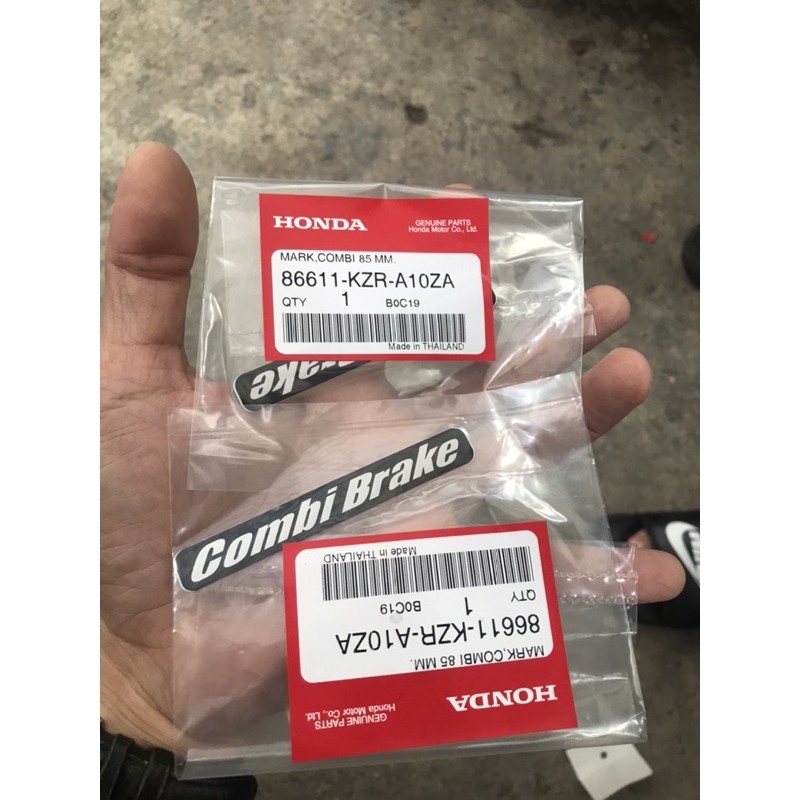 HONDA
GENUINE PARTS
Honda Motor Co., Ltd.
MARK,COMBI 85 MM.
86611-KZR-A10ZA
QTY 1 B0C19
Made in THAILAND
Brake
Combi Brake
HONDA
GENUINE PARTS
Honda Motor Co., Ltd.
MARK,COMBI 85 MM.
86611-KZR-A10ZA
QTY 1 B0C19
Made in THAILAND